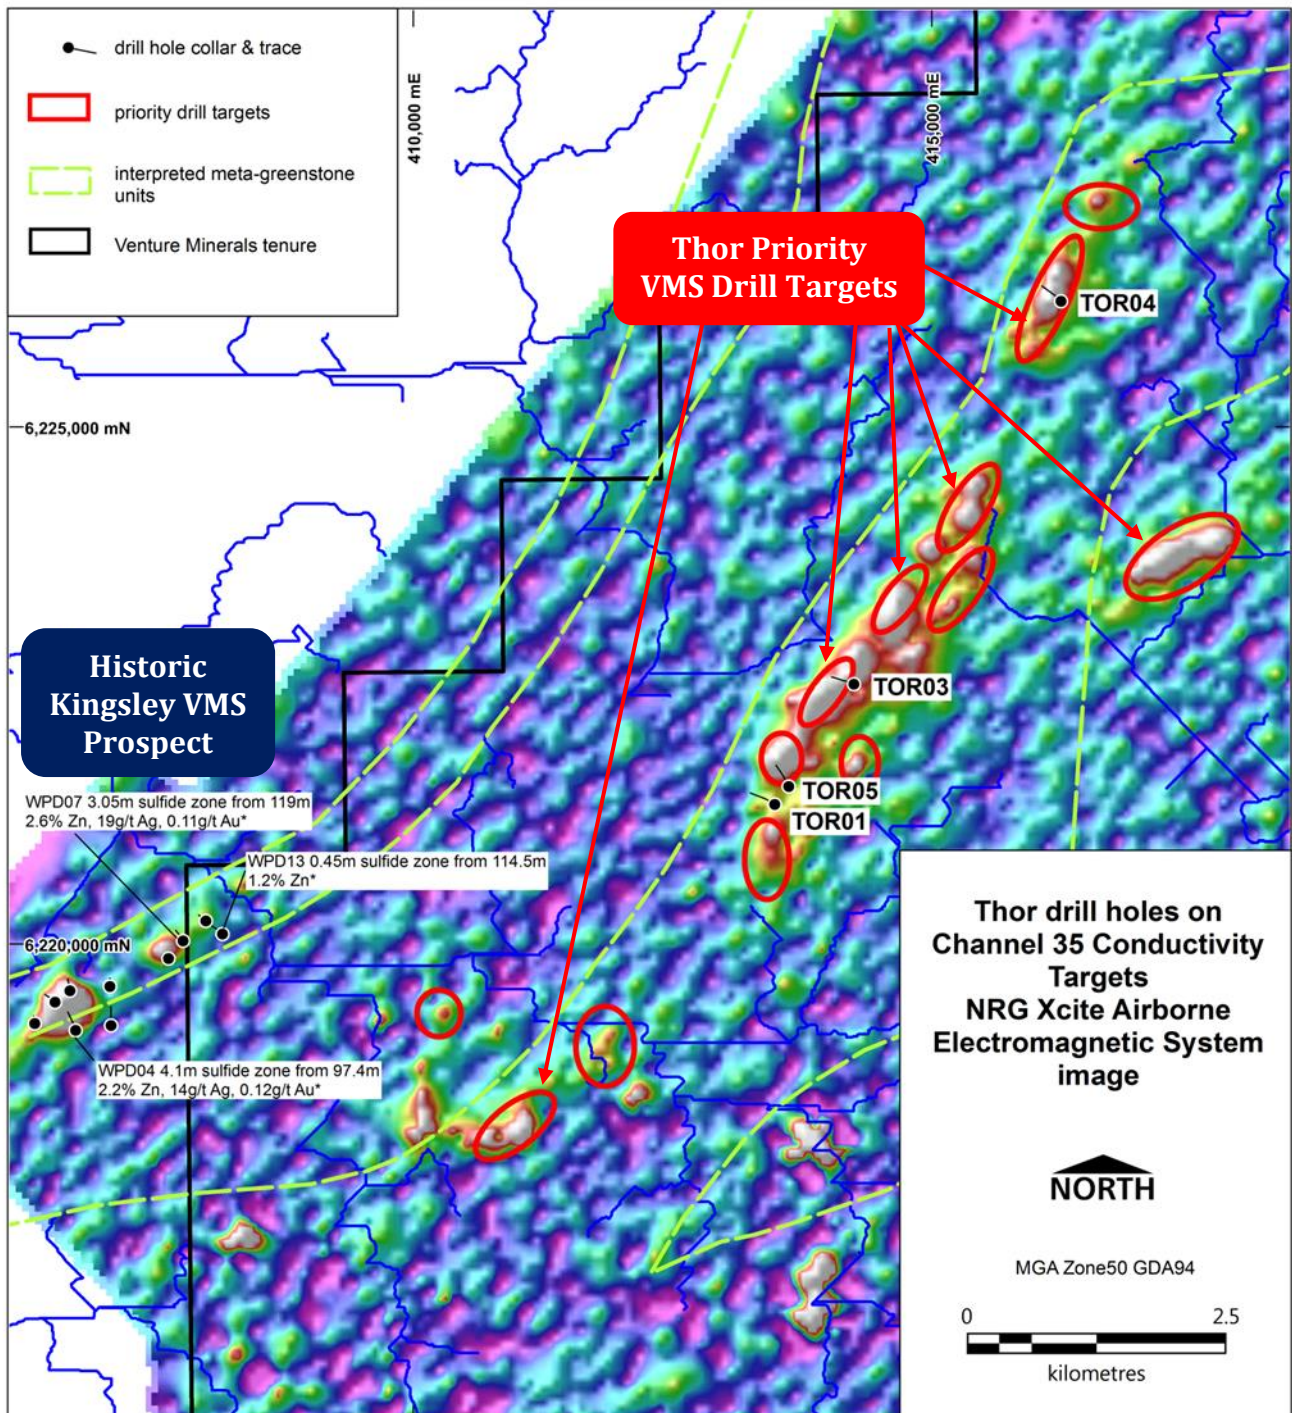 drill hole collar & trace
priority drill targets
interpreted meta-greenstone
units
Venture Minerals tenure
410,000 mE
415,000 mE
Thor Priority
VMS Drill Targets
TOR04
6,225,000 mN
Historic
Kingsley VMS
Prospect
TOR03
TOR05
TOR01
WPD07 3.05m sulfide zone from 119m
2.6% Zn, 19g/t Ag, 0.11g/t Au*
WPD13 0.45m sulfide zone from 114.5m
1.2% Zn*
6,220,000 mN
WPD04 4.1m sulfide zone from 97.4m
2.2% Zn, 14g/t Ag, 0.12g/t Au*
Thor drill holes on
Channel 35 Conductivity
Targets
NRG Xcite Airborne
Electromagnetic System
image
NORTH
MGA Zone50 GDA94
0 2.5
kilometres